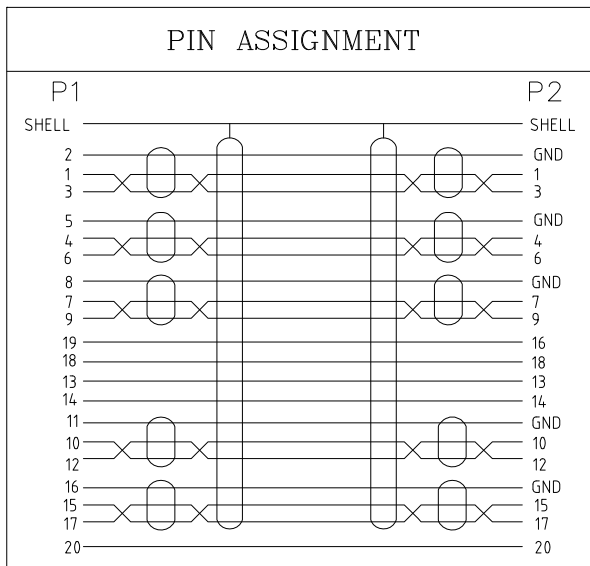 PIN ASSIGNMENT
P1 P2
SHELL SHELL
2 GND
1 1
3 3
5 GND
4 4
6 6
8 GND
7 7
9 9
19 16
18 18
13 13
14 14
11 GND
10 10
12 12
16 GND
15 15
17 17
20 20